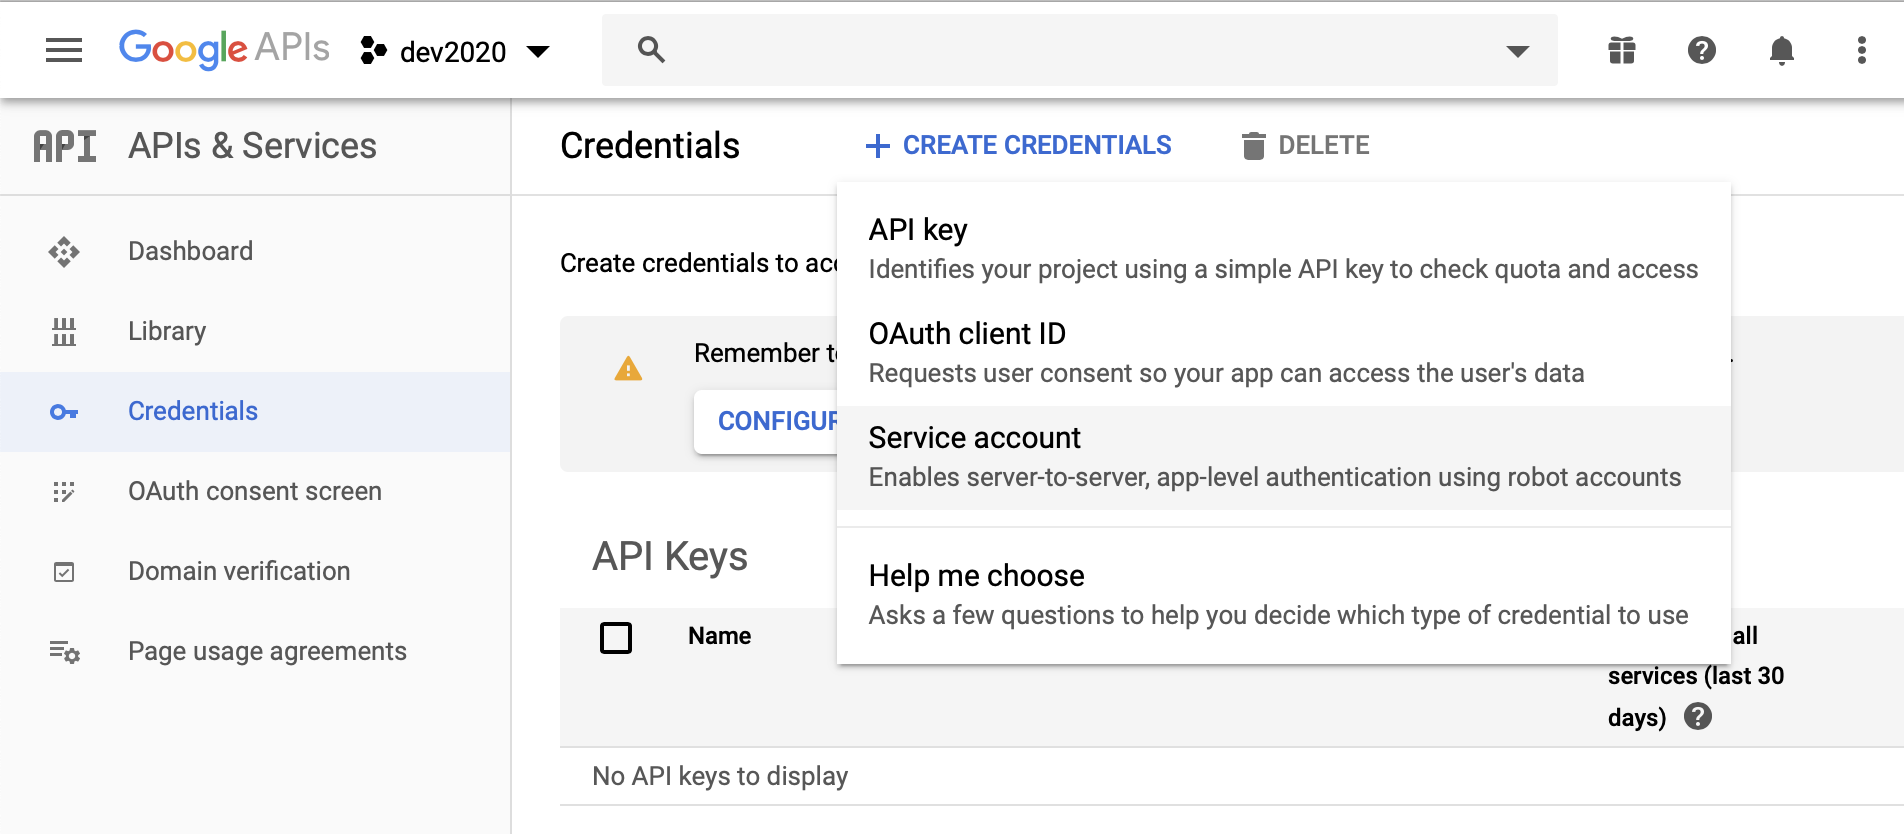 Google APIs
dev2020
API APIs & Services
Credentials
CREATE CREDENTIALS
DELETE
Dashboard
Library
Credentials
OAuth consent screen
Domain verification
Page usage agreements
Create credentials to
Remember
API key
Identifies your project using a simple API key to check quota and access
OAuth client ID
Requests user consent so your app can access the user's data
Service account
Enables server-to-server, app-level authentication using robot accounts
Help me choose
Asks a few questions to help you decide which type of credential to use
API Keys
Name
all
services (last 30
days)
No API keys to display